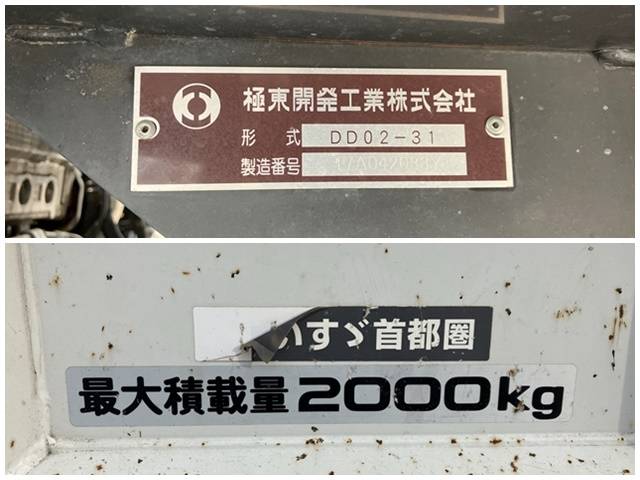 極東開発工業株式会社
形式 DD02-31
製造番号
いすゞ首都圏
最大積載量 2000kg